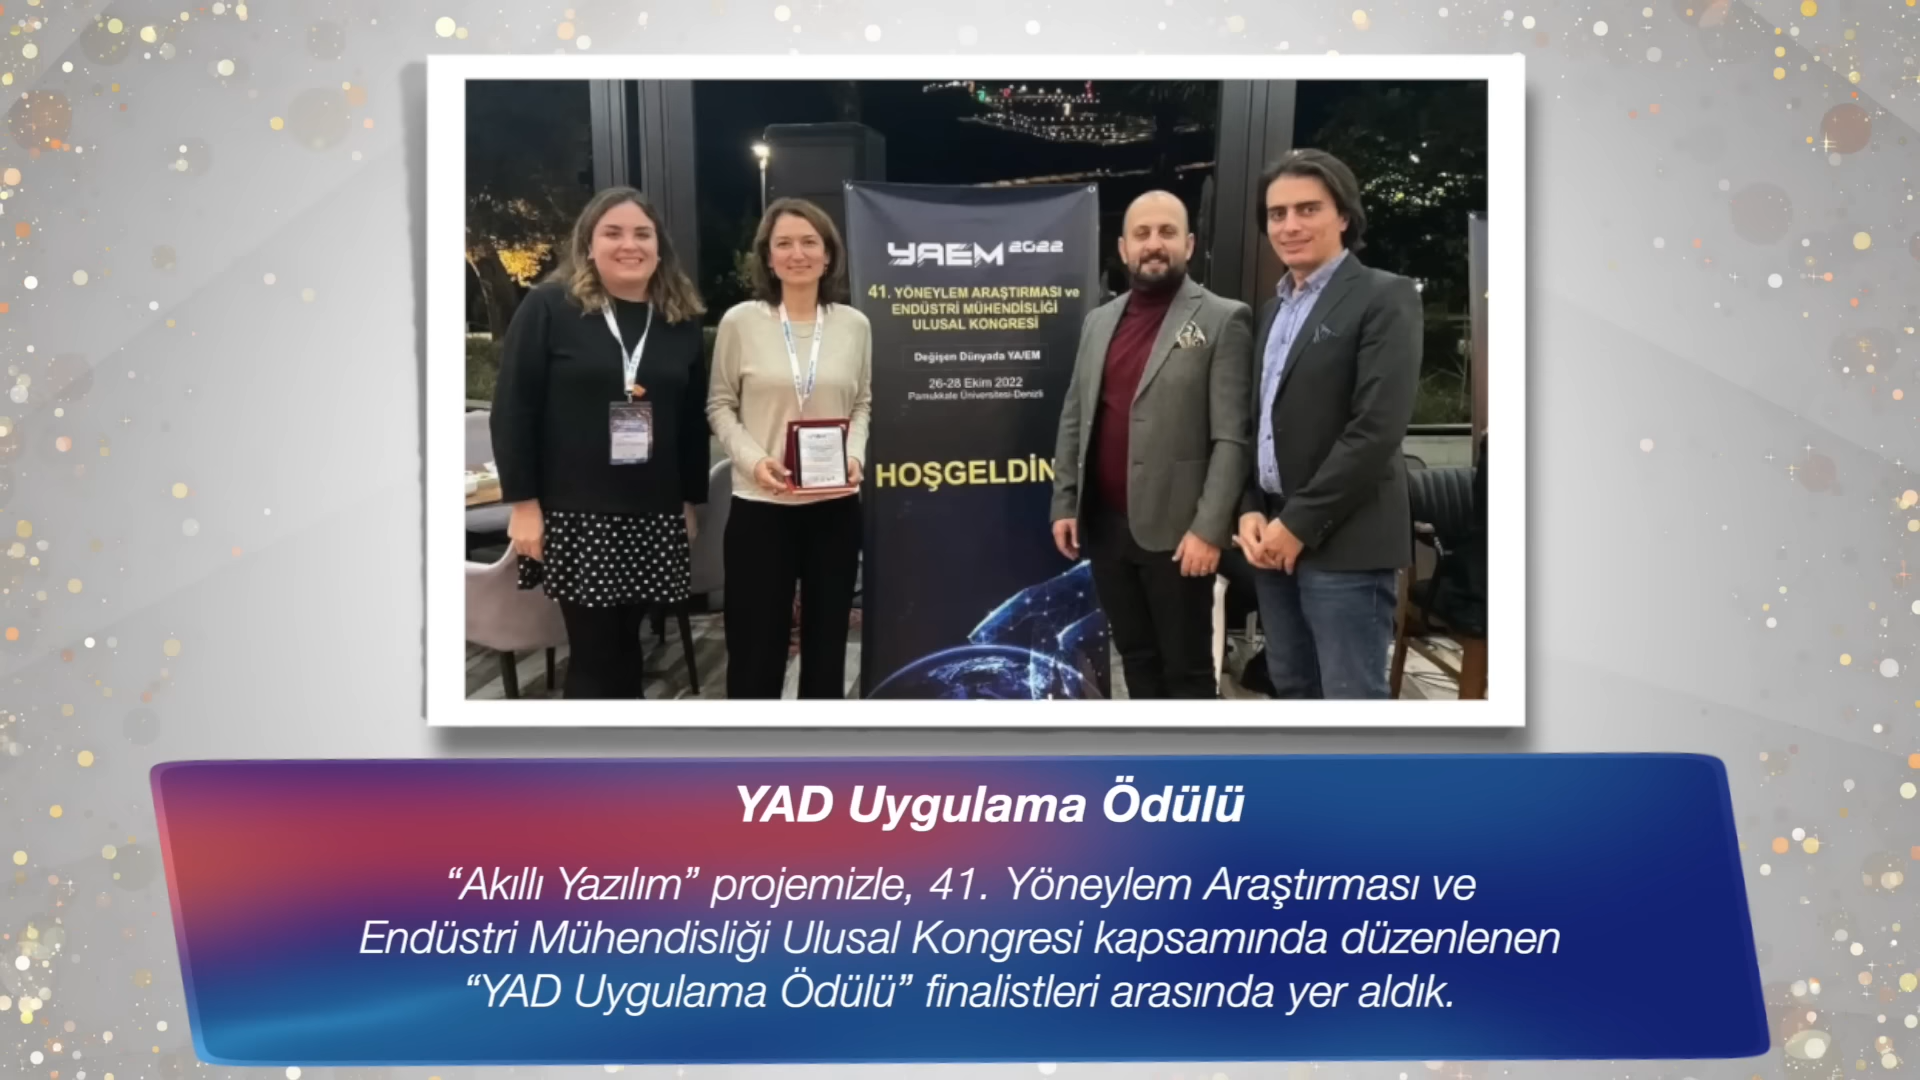 YAEM 2022
41. YÖNEYLEM ARAŞTIRMASI ve
ENDÜSTRİ MÜHENDİSLİĞİ
ULUSAL KONGRESİ
Değişen Dünyada YA/EM
26-28 Ekim 2022
Pamukkale Üniversitesi-Denizli
HOŞGELDİN
YAD Uygulama Ödülü
“Akıllı Yazılım” projemizle, 41. Yöneylem Araştırması ve
Endüstri Mühendisliği Ulusal Kongresi kapsamında düzenlenen
“YAD Uygulama Ödülü” finalistleri arasında yer aldık.